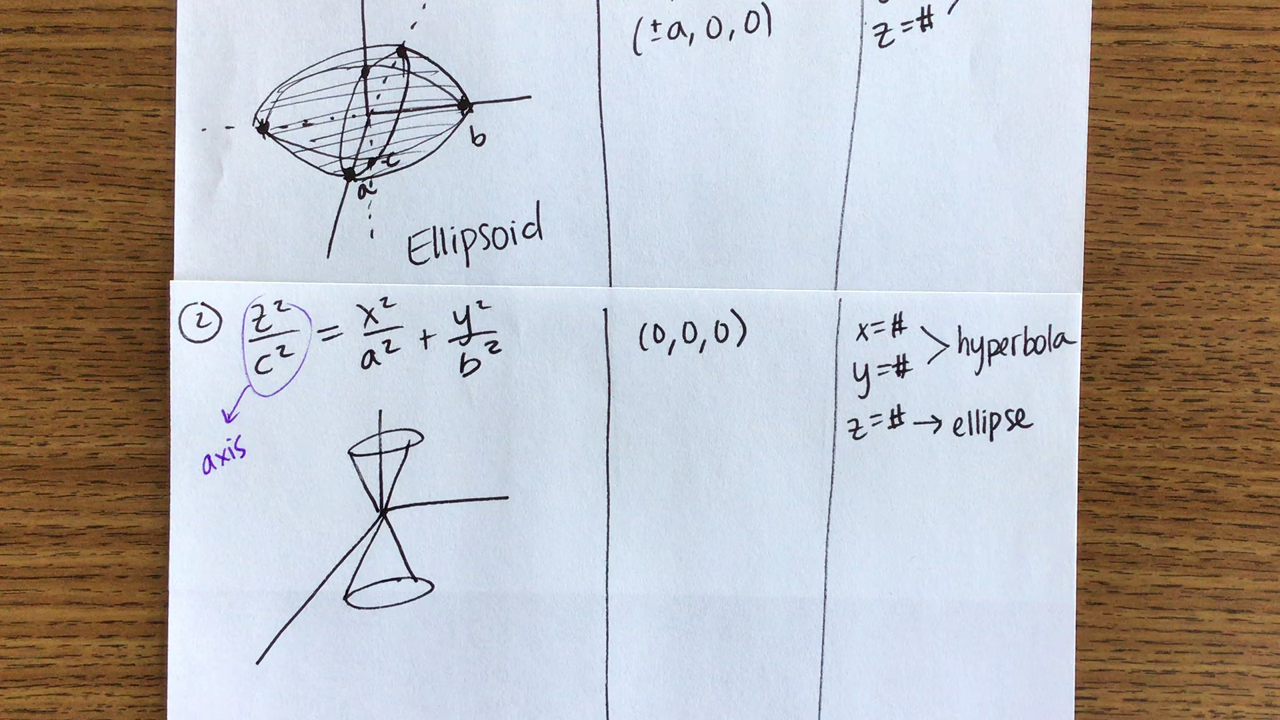 (±a, 0, 0)
z=#
b
c
a
Ellipsoid
② z²/c² = x²/a² + y²/b²
axis
(0,0,0)
x=#
y=#
> hyperbola
z=# → ellipse